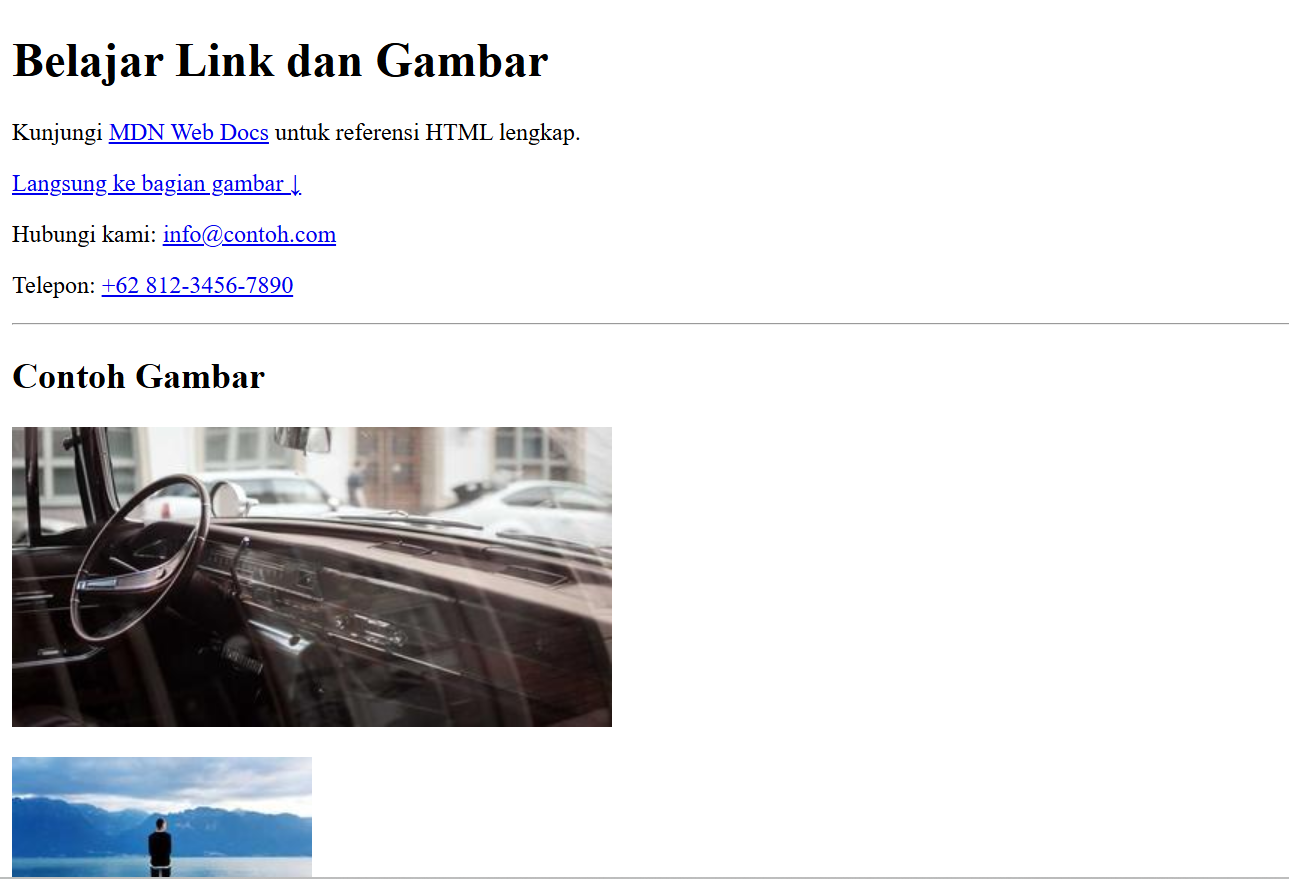 Belajar Link dan Gambar
Kunjungi MDN Web Docs untuk referensi HTML lengkap.
Langsung ke bagian gambar ↓
Hubungi kami: info@contoh.com
Telepon: +62 812-3456-7890
Contoh Gambar